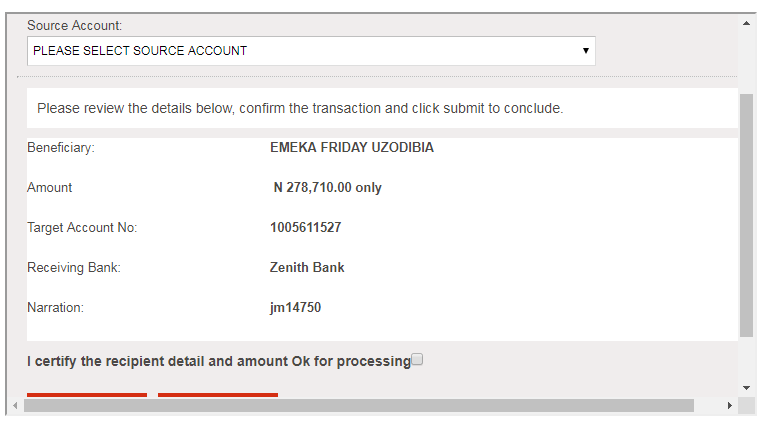 Source Account:
PLEASE SELECT SOURCE ACCOUNT
Please review the details below, confirm the transaction and click submit to conclude.
Beneficiary: EMEKA FRIDAY UZODIBIA
Amount N 278,710.00 only
Target Account No: 1005611527
Receiving Bank: Zenith Bank
Narration: jm14750
I certify the recipient detail and amount Ok for processing